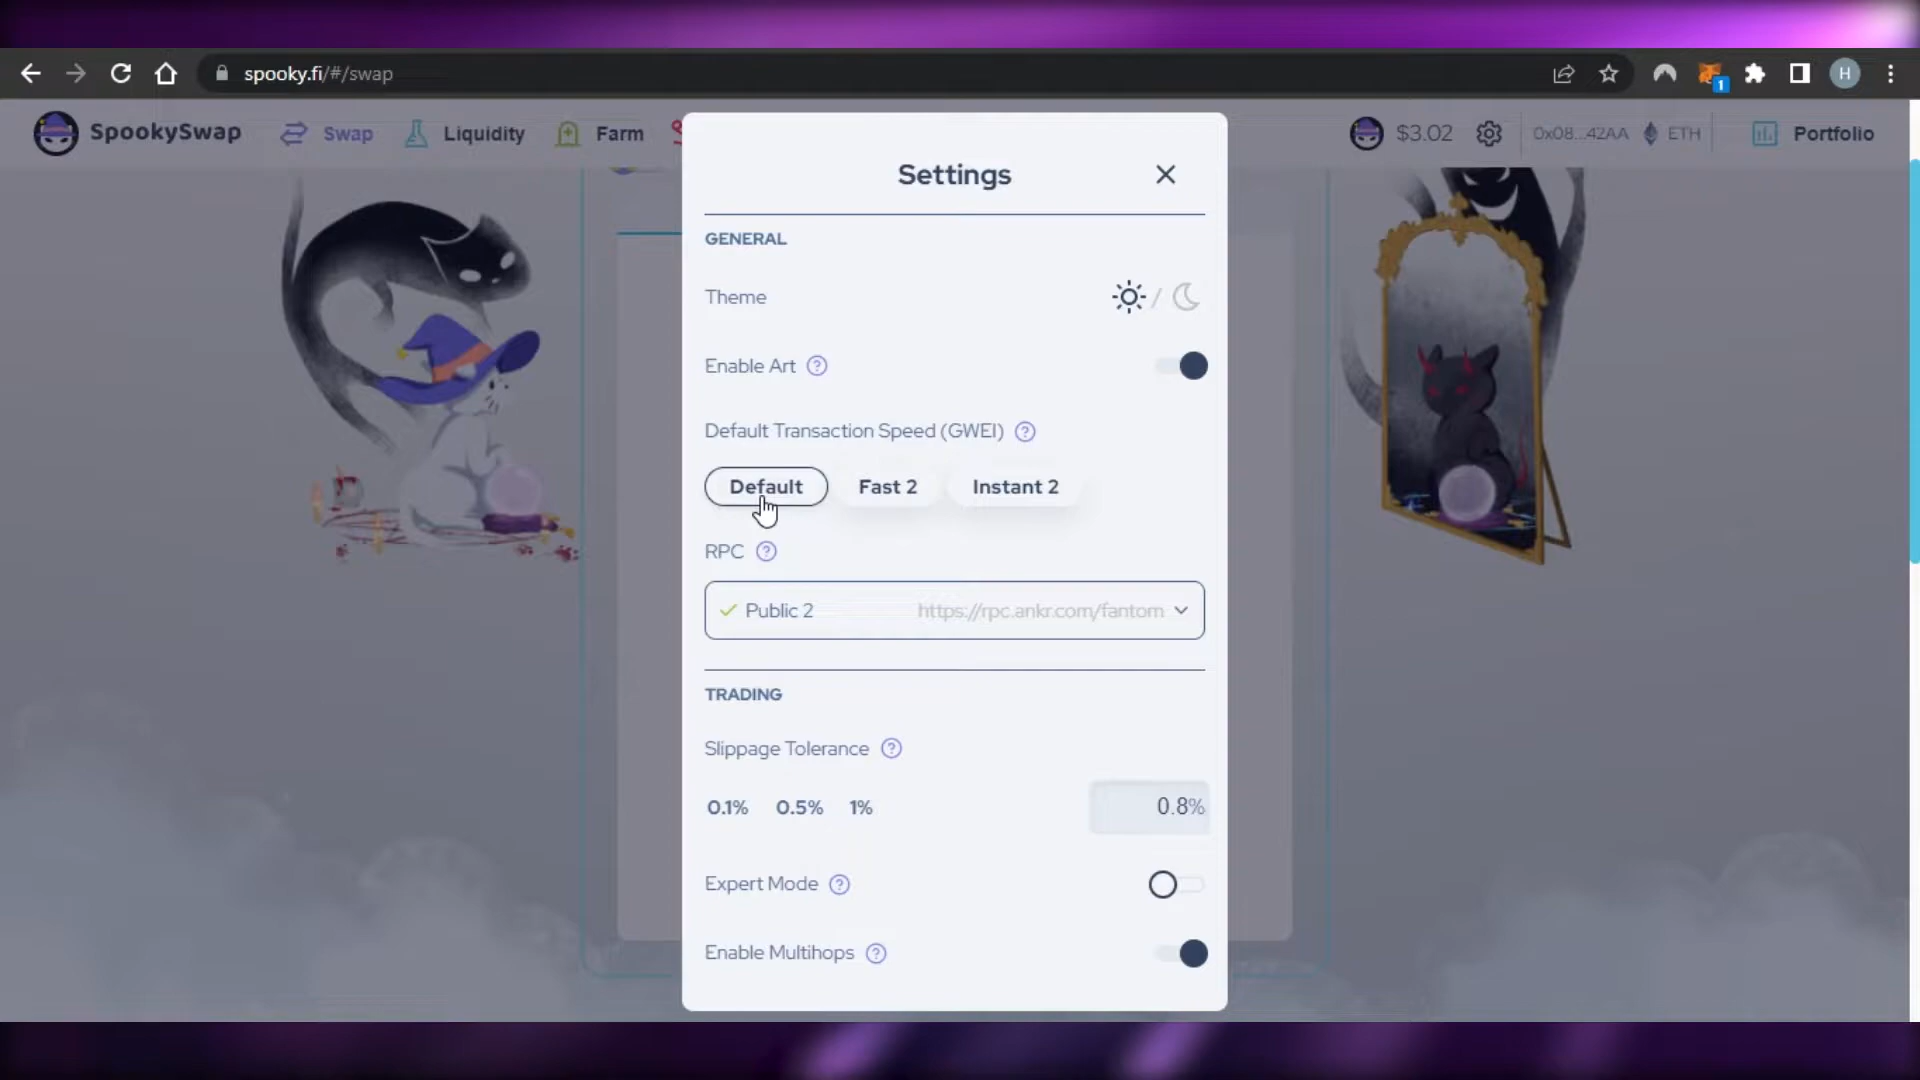 spooky.fi/#/swap
1
H
SpookySwap
Swap
Liquidity
Farm
$3.02
0x08...42AA
ETH
Portfolio
Settings
GENERAL
Theme
/
Enable Art ?
Default Transaction Speed (GWEI) ?
Default Fast 2 Instant 2
RPC ?
Public 2 https://rpc.ankr.com/fantom
TRADING
Slippage Tolerance ?
0.1% 0.5% 1% 0.8%
Expert Mode ?
Enable Multihops ?